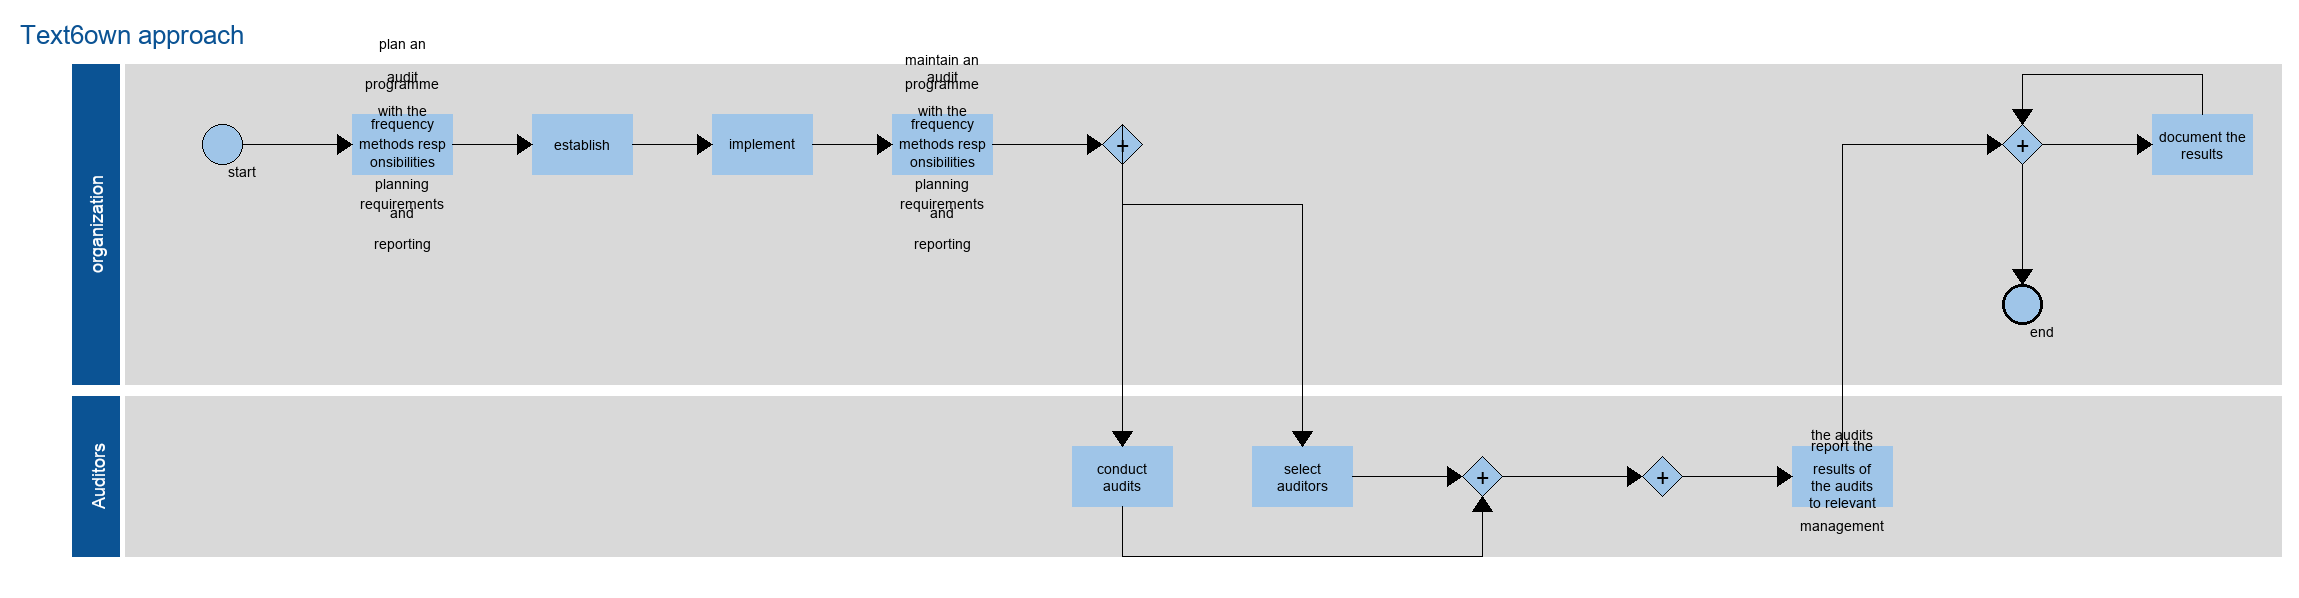 Text6own approach
organization
start
plan an
audit
programme
with the
frequency
methods resp
onsibilities
planning
requirements
and
reporting
establish
implement
maintain an
audit
programme
with the
frequency
methods resp
onsibilities
planning
requirements
and
reporting
+
+
document the
results
end
Auditors
conduct
audits
select
auditors
+
+
the audits
report the
results of
the audits
to relevant
management